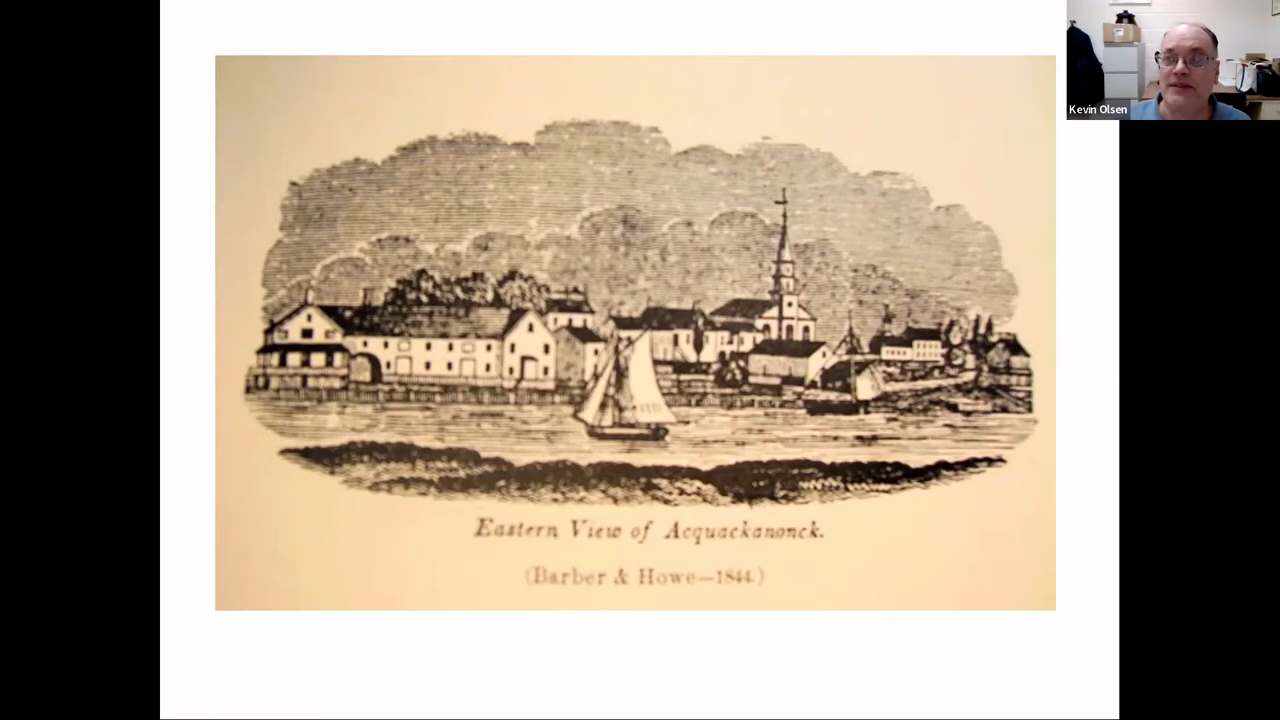 Kevin Olsen
Eastern View of Acquackanonck.
(Barber & Howe—1844.)